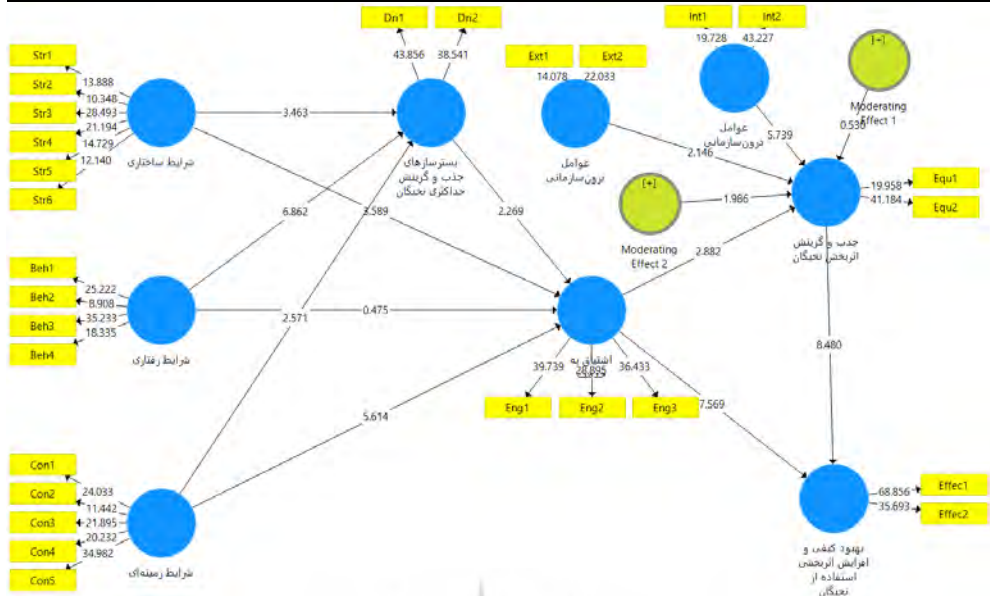 Dri1
Dri2
43.856
38.541
Int1
Int2
19.728
43.227
Ext1
Ext2
14.078
22.033
[+]
Moderating
Effect 1
0.530
Str1
Str2
Str3
Str4
Str5
Str6
13.888
10.348
28.493
21.194
14.729
12.140
شرایط ساختاری
3.463
بسترسازهای
جذب و گزینش
حداکثری نخبگان
عوامل
برون‌سازمانی
عوامل
درون‌سازمانی
5.739
2.146
[+]
Moderating
Effect 2
1.986
19.958
41.184
Equ1
Equ2
جذب و گزینش
اثربخش نخبگان
6.862
3.589
2.269
2.882
Beh1
Beh2
Beh3
Beh4
25.222
8.908
35.233
18.335
شرایط رفتاری
2.571
0.475
اشتیاق به
39.739
28.895
36.433
Eng1
Eng2
Eng3
8.480
5.614
7.569
Con1
Con2
Con3
Con4
Con5
24.033
11.442
21.895
20.232
34.982
شرایط زمینه‌ای
68.856
35.693
Effec1
Effec2
بهبود کیفی و
افزایش اثربخشی
استفاده از
نخبگان